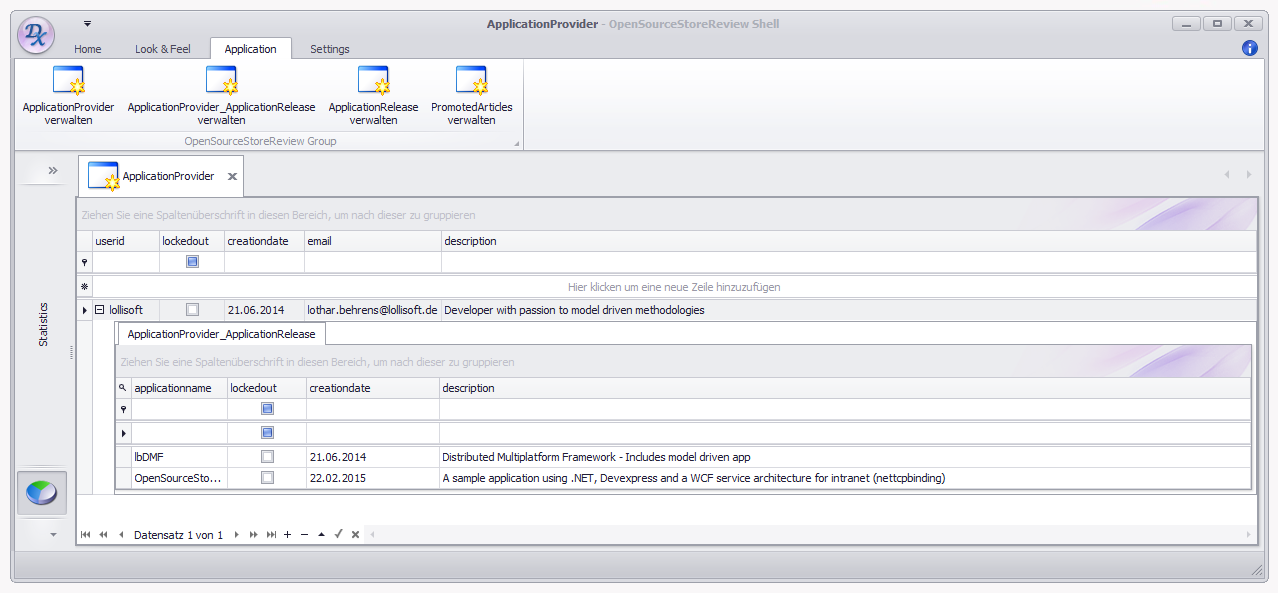 ApplicationProvider - OpenSourceStoreReview Shell
DX
Home Look & Feel Application Settings
ApplicationProvider verwalten
ApplicationProvider_ApplicationRelease verwalten
ApplicationRelease verwalten
PromotedArticles verwalten
OpenSourceStoreReview Group
ApplicationProvider
Statistics
Ziehen Sie eine Spaltenüberschrift in diesen Bereich, um nach dieser zu gruppieren
userid lockedout creationdate email description
Hier klicken um eine neue Zeile hinzuzufügen
lollisoft 21.06.2014 lothar.behrens@lollisoft.de Developer with passion to model driven methodologies
ApplicationProvider_ApplicationRelease
Ziehen Sie eine Spaltenüberschrift in diesen Bereich, um nach dieser zu gruppieren
applicationname lockedout creationdate description
lbDMF 21.06.2014 Distributed Multiplatform Framework - Includes model driven app
OpenSourceSto... 22.02.2015 A sample application using .NET, Devexpress and a WCF service architecture for intranet (nettcpbinding)
Datensatz 1 von 1